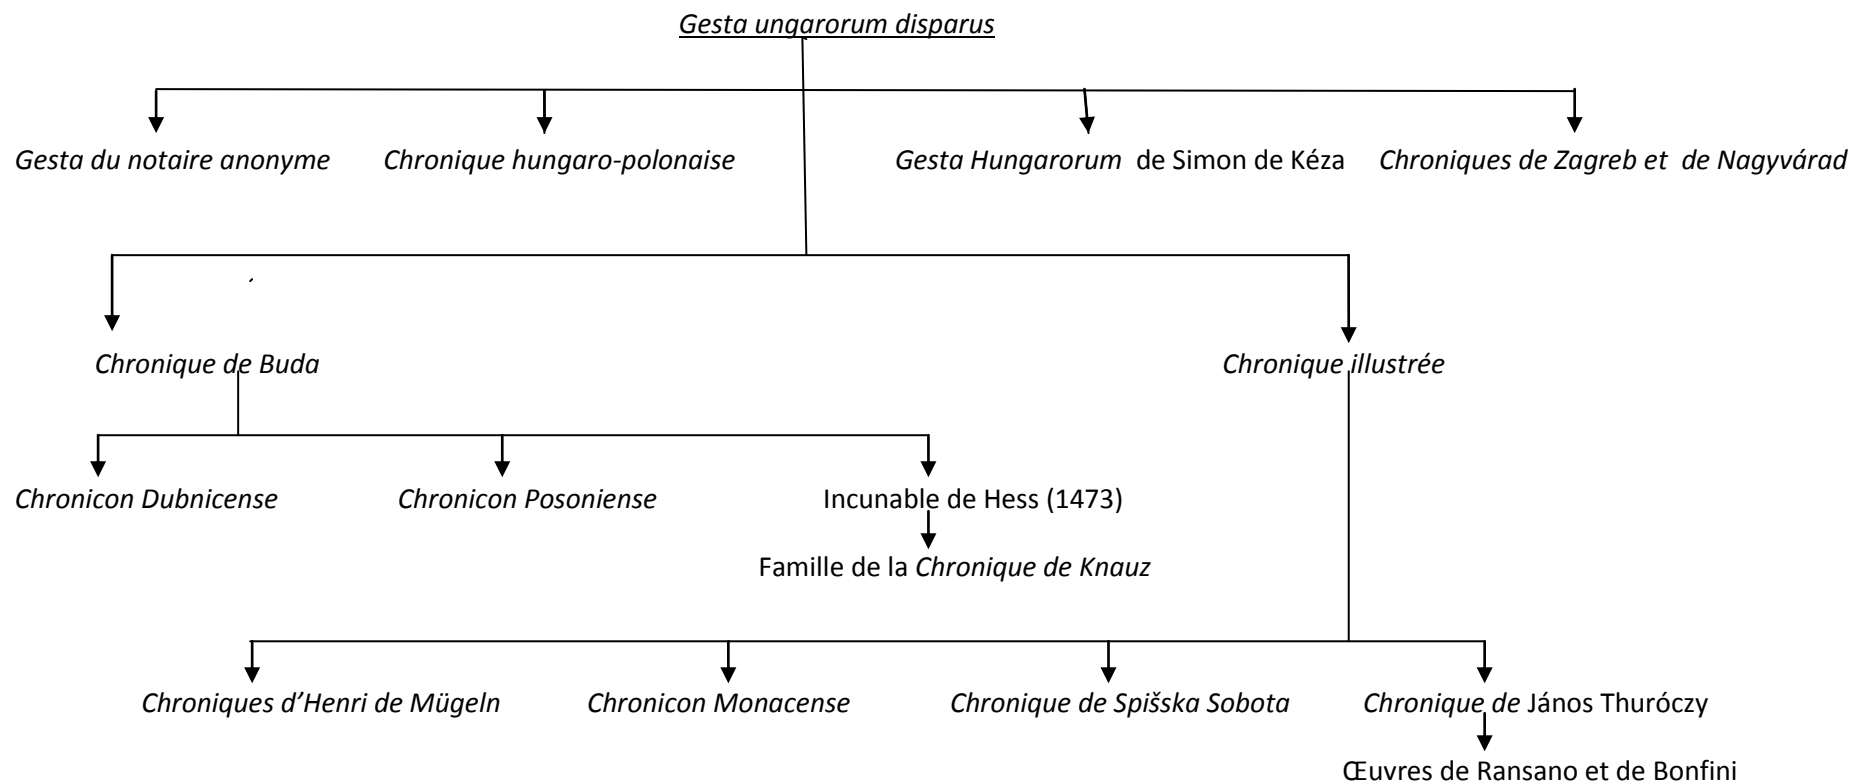 Gesta ungarorum disparus
Gesta du notaire anonyme
Chronique hungaro-polonaise
Gesta Hungarorum de Simon de Kéza
Chroniques de Zagreb et de Nagyvárad
Chronique de Buda
Chronique illustrée
Chronicon Dubnicense
Chronicon Posoniense
Incunable de Hess (1473)
Famille de la Chronique de Knauz
Chroniques d’Henri de Mügeln
Chronicon Monacense
Chronique de Spišska Sobota
Chronique de János Thuróczy
Œuvres de Ransano et de Bonfini